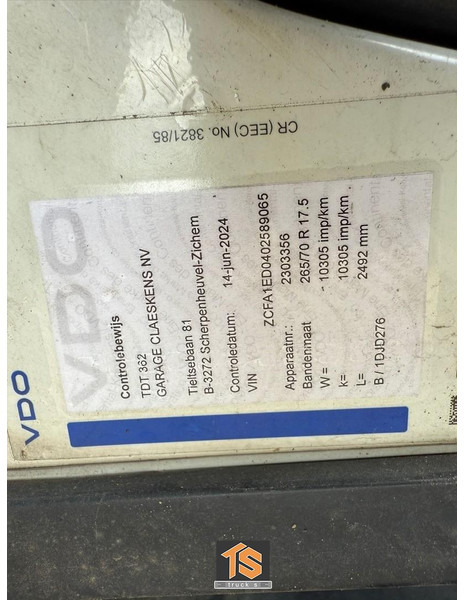 CR (EEC) No. 3821/85
VDO
Controlebewijs
TDT 362
GARAGE CLAESKENS NV
Tieltsebaan 81
B-3272 Scherpenheuvel-Zichem
Controledatum: 14-jun-2024
VIN ZCFA1ED0402589065
Apparaatnr.: 2303356
Bandenmaat 265/70 R 17.5
W = 10305 imp/km
k= 10305 imp/km
L= 2492 mm
B / 1DJD276
VDO
TS
trucks